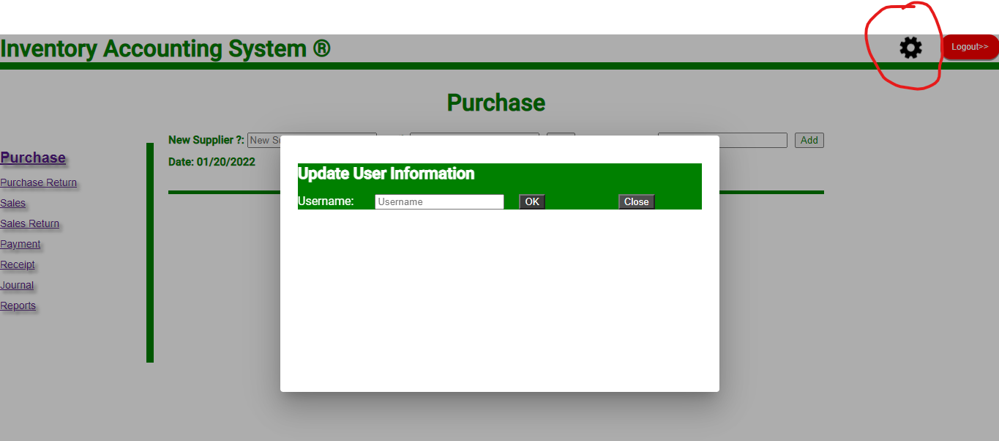 Inventory Accounting System ®
Logout>>
Purchase
New Supplier ?: New S
Add
Date: 01/20/2022
Purchase
Purchase Return
Sales
Sales Return
Payment
Receipt
Journal
Reports
Update User Information
Username: Username OK Close